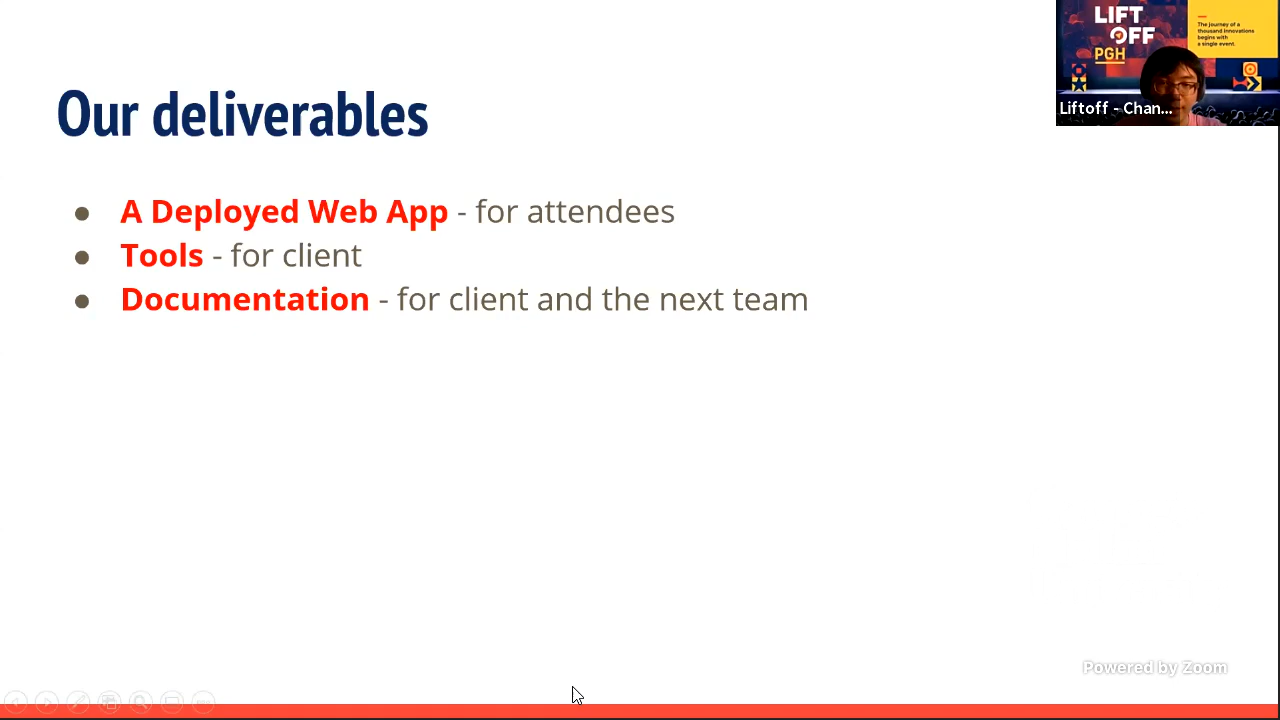 LIFT
OFF
PGH
The journey of a
thousand innovations
begins with
a single event.
Liftoff - Chan...
Our deliverables
● A Deployed Web App - for attendees
● Tools - for client
● Documentation - for client and the next team
Powered by Zoom